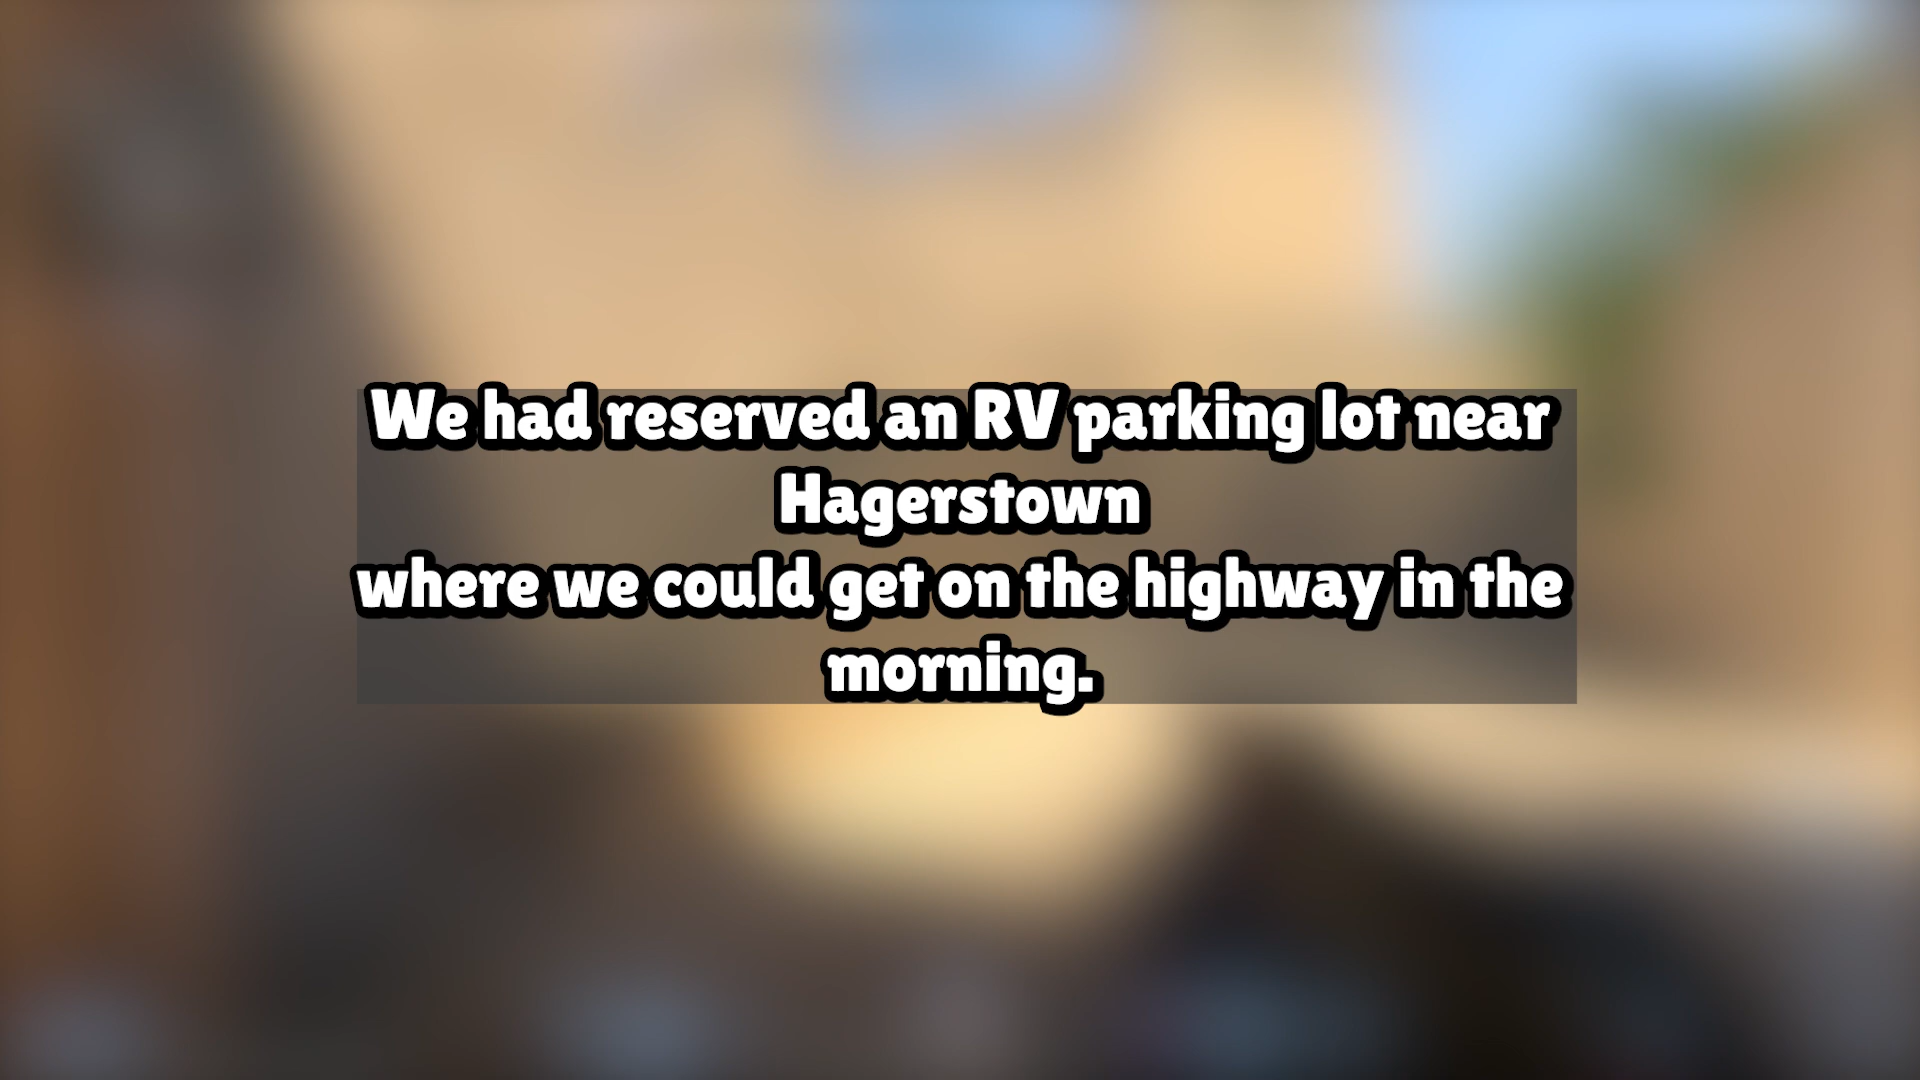 We had reserved an RV parking lot near
Hagerstown
where we could get on the highway in the
morning.